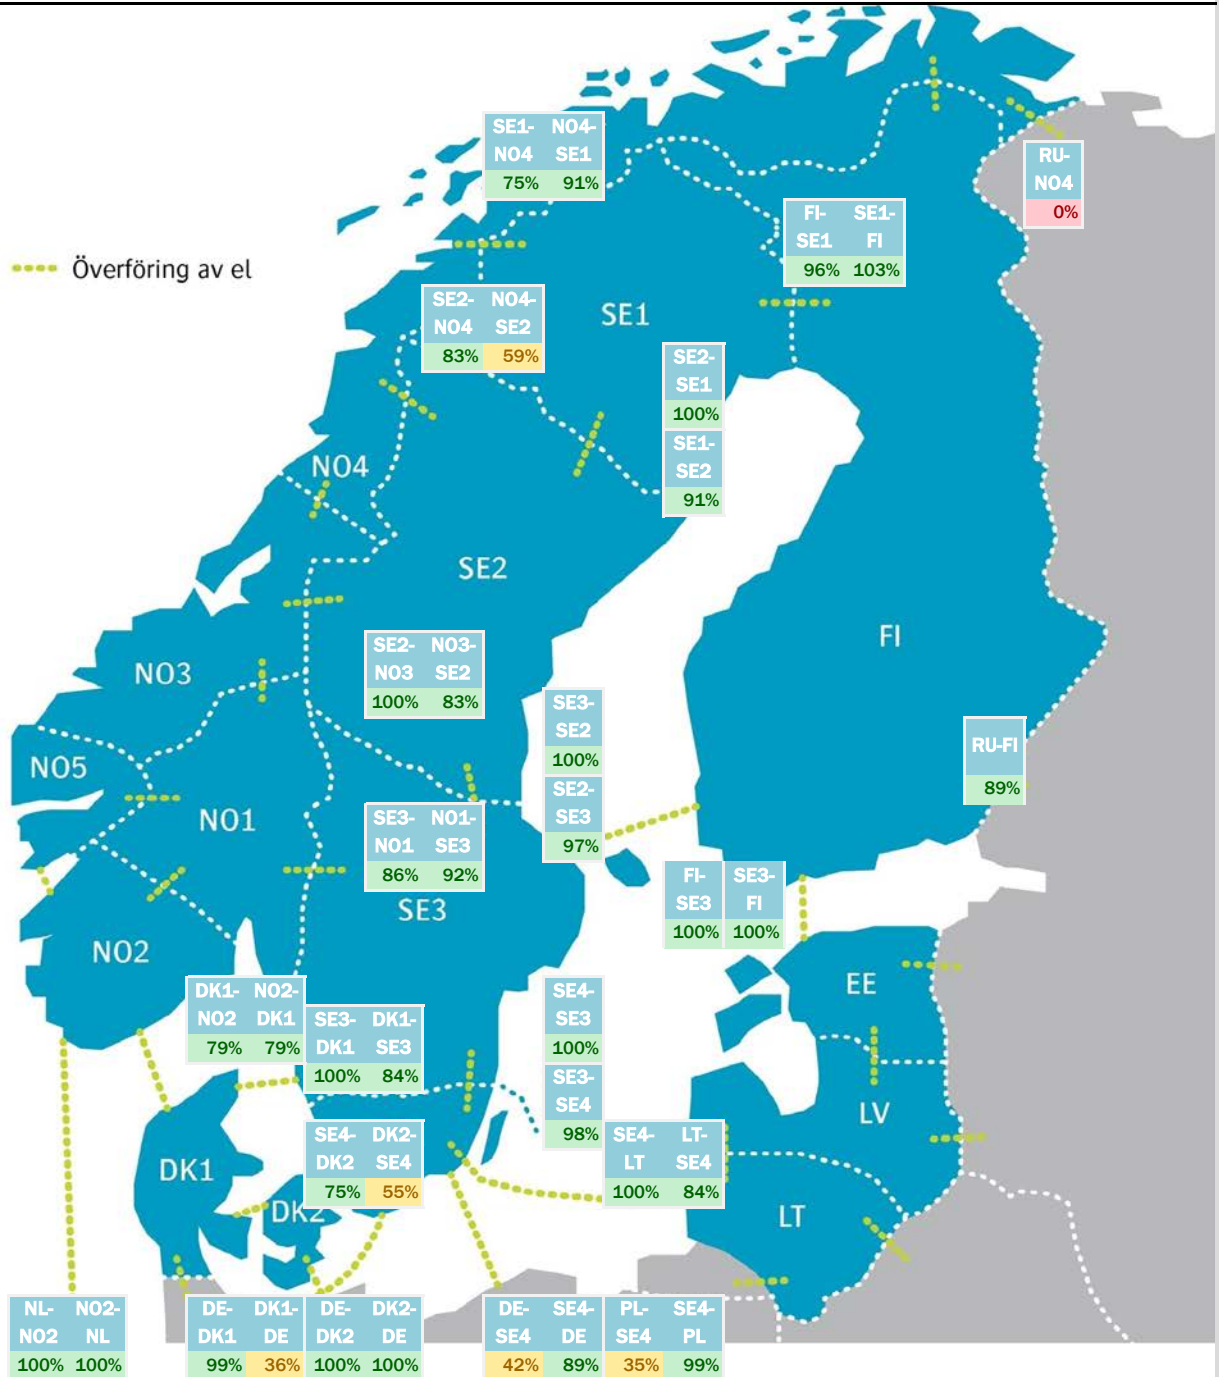 SE1- NO4-
NO4 SE1
75% 91%
RU-
NO4
0%
FI- SE1-
SE1 FI
96% 103%
Överföring av el
SE2- NO4-
NO4 SE2
83% 59%
SE1
SE2-
SE1
100%
SE1-
SE2
91%
NO4
SE2
FI
SE2- NO3-
NO3 SE2
100% 83%
NO3
SE3-
SE2
100%
SE2-
SE3
97%
RU-FI
89%
NO5
NO1
SE3- NO1-
NO1 SE3
86% 92%
SE3
FI- SE3-
SE3 FI
100% 100%
NO2
EE
DK1- NO2-
NO2 DK1
79% 79%
SE3- DK1-
DK1 SE3
100% 84%
SE4-
SE3
100%
SE3-
SE4
98%
LV
SE4- DK2-
DK2 SE4
75% 55%
SE4- LT-
LT SE4
100% 84%
DK1
DK2
LT
NL- NO2-
NO2 NL
100% 100%
DE- DK1- DE- DK2-
DK1 DE DK2 DE
99% 36% 100% 100%
DE- SE4- PL- SE4-
SE4 DE SE4 PL
42% 89% 35% 99%